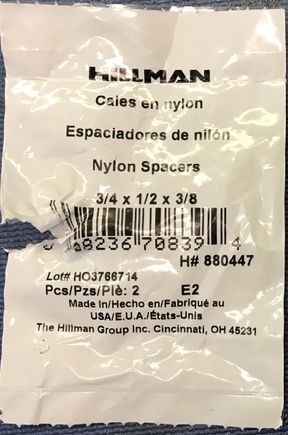 HILLMAN
Cales en nylon
Espaciadores de nilón
Nylon Spacers
3/4 x 1/2 x 3/8
8236 70839 4
H# 880447
Lot# HO3766714
Pcs/Pzs/Plè: 2 E2
Made in/Hecho en/Fabriqué au
USA/E.U.A./États-Unis
The Hillman Group Inc. Cincinnati, OH 45231